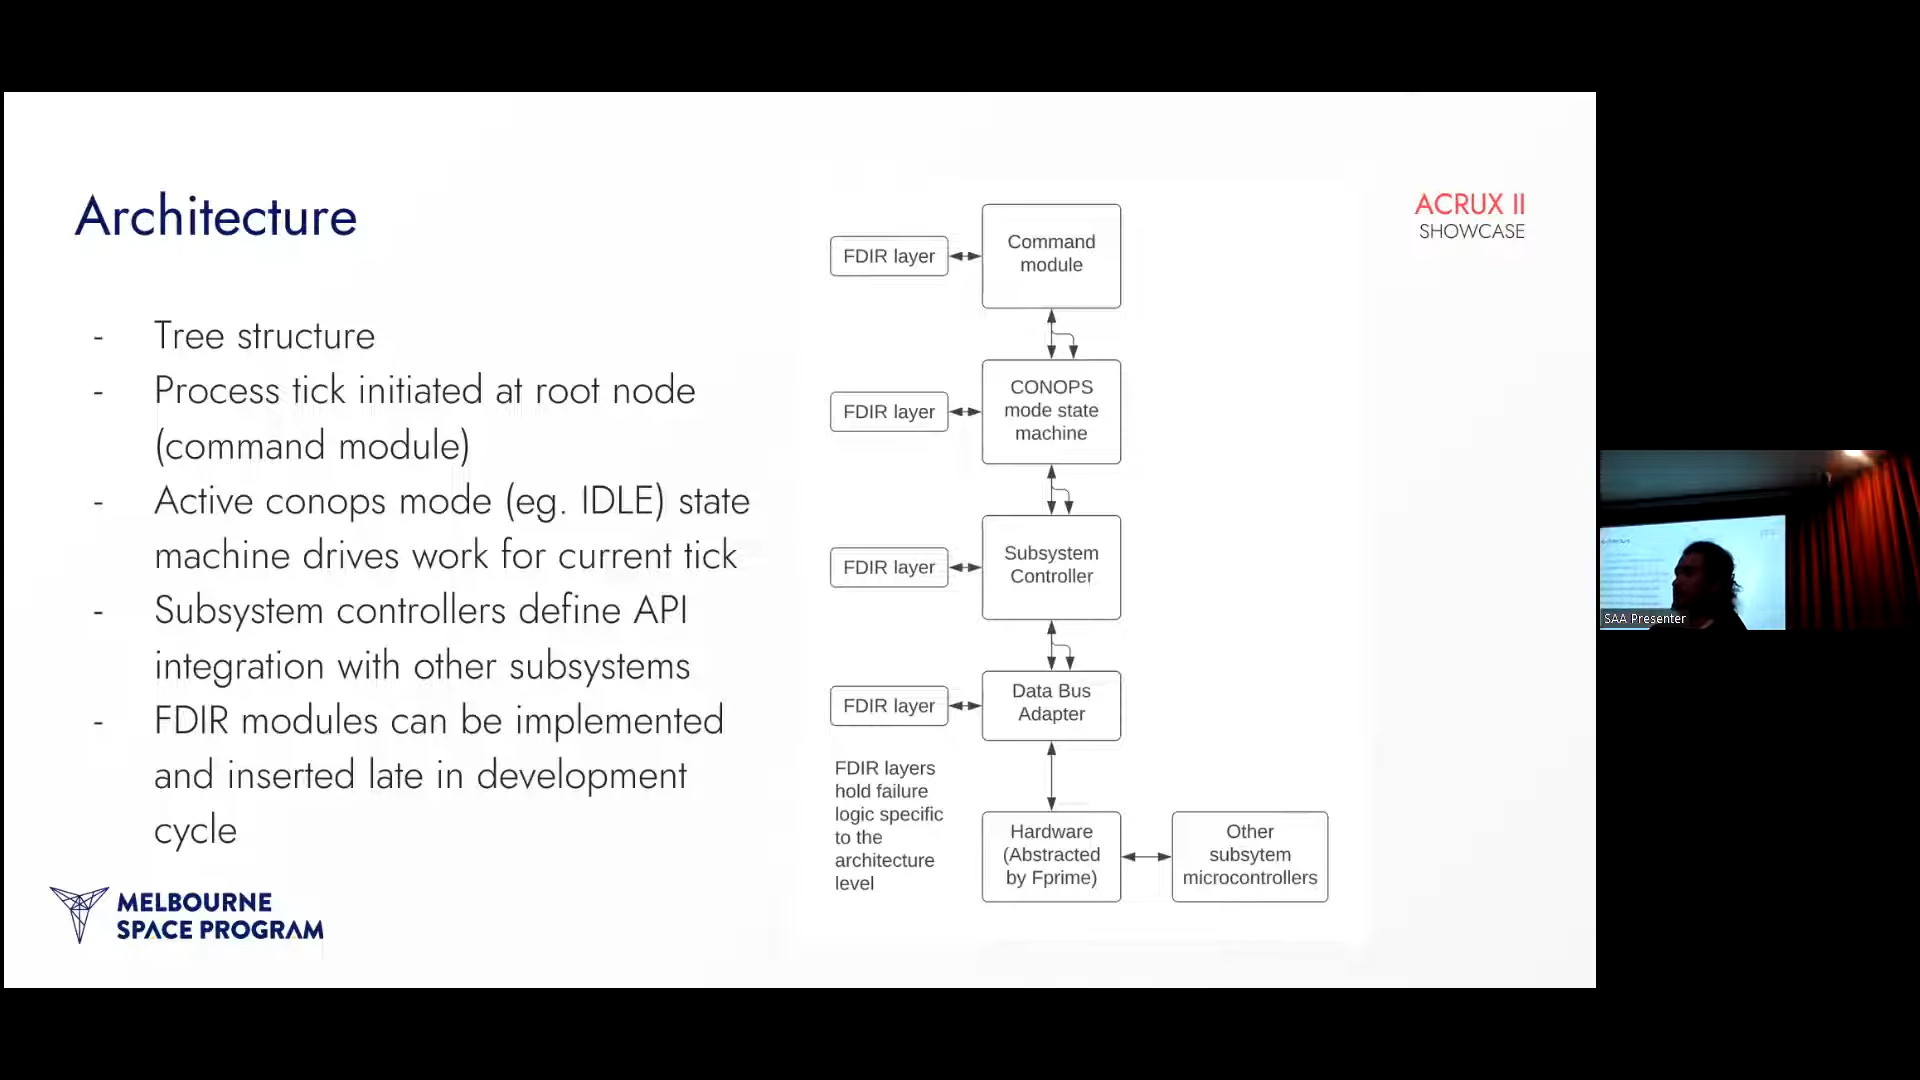 Architecture
ACRUX II
SHOWCASE
- Tree structure
- Process tick initiated at root node
(command module)
- Active conops mode (eg. IDLE) state
machine drives work for current tick
- Subsystem controllers define API
integration with other subsystems
- FDIR modules can be implemented
and inserted late in development
cycle
FDIR layer
Command
module
FDIR layer
CONOPS
mode state
machine
FDIR layer
Subsystem
Controller
FDIR layer
Data Bus
Adapter
FDIR layers
hold failure
logic specific
to the
architecture
level
Hardware
(Abstracted
by Fprime)
Other
subsytem
microcontrollers
MELBOURNE
SPACE PROGRAM
SAA Presenter